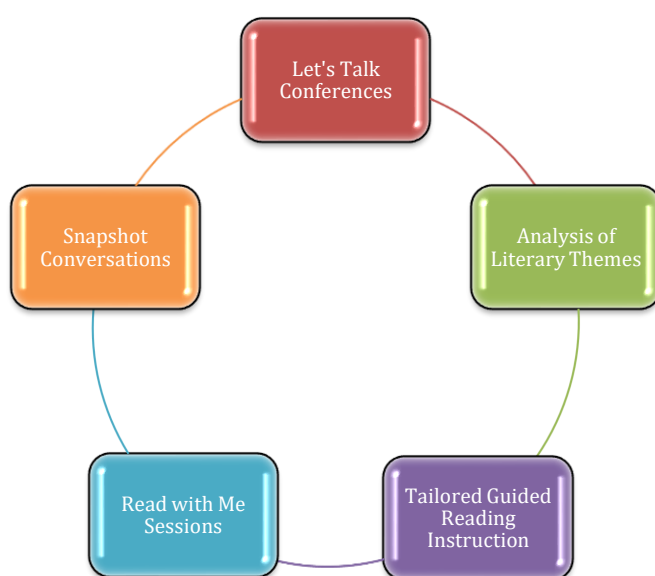 Let's Talk
Conferences
Analysis of
Literary Themes
Tailored Guided
Reading
Instruction
Read with Me
Sessions
Snapshot
Conversations